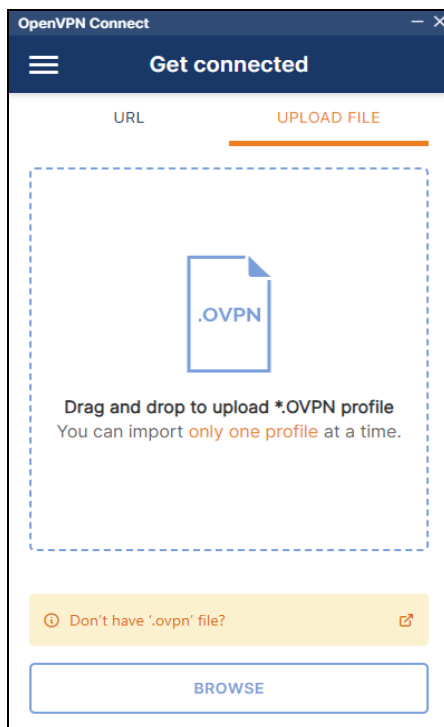 OpenVPN Connect
Get connected
URL
UPLOAD FILE
.OVPN
Drag and drop to upload *.OVPN profile
You can import only one profile at a time.
Don't have '.ovpn' file?
BROWSE